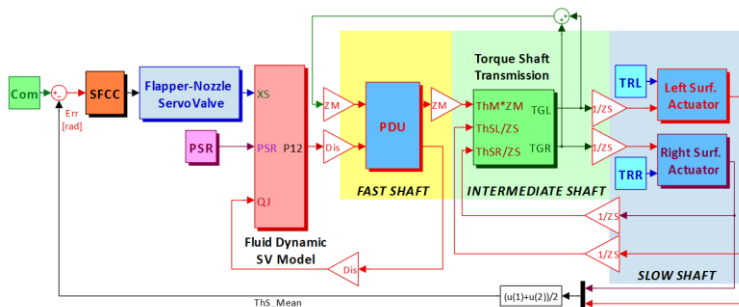 Com
+
-
Err
[rad]
SFCC
Flapper-Nozzle
ServoValve
PSR
XS
PSR
P12
QJ
Fluid Dynamic
SV Model
ZM
Dis
PDU
ZM
Dis
FAST SHAFT
Torque Shaft
Transmission
ThM*ZM
TGL
ThSL/ZS
ThSR/ZS
TGR
INTERMEDIATE SHAFT
1/ZS
1/ZS
1/ZS
1/ZS
TRL
Left Surf.
Actuator
Right Surf.
Actuator
TRR
SLOW SHAFT
ThS_Mean
(u(1)+u(2))/2